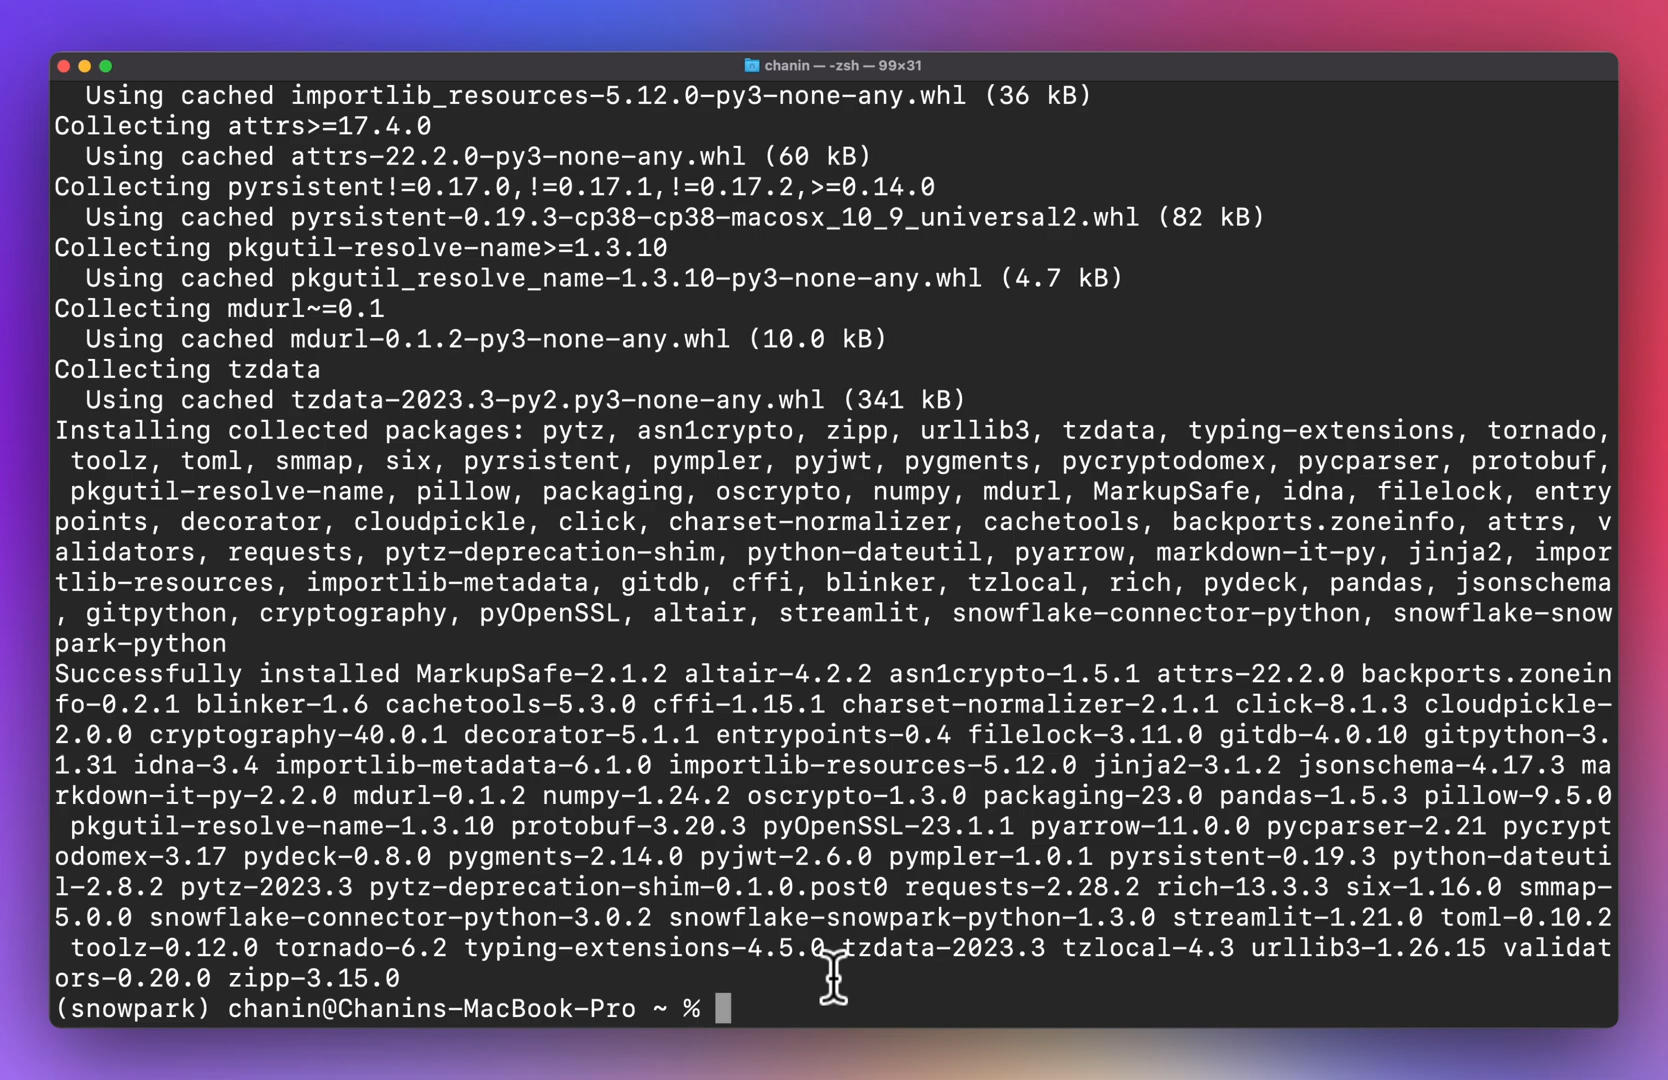 chanin — -zsh — 99×31
Using cached importlib_resources-5.12.0-py3-none-any.whl (36 kB)
Collecting attrs>=17.4.0
Using cached attrs-22.2.0-py3-none-any.whl (60 kB)
Collecting pyrsistent!=0.17.0,!=0.17.1,!=0.17.2,>=0.14.0
Using cached pyrsistent-0.19.3-cp38-cp38-macosx_10_9_universal2.whl (82 kB)
Collecting pkgutil-resolve-name>=1.3.10
Using cached pkgutil_resolve_name-1.3.10-py3-none-any.whl (4.7 kB)
Collecting mdurl~=0.1
Using cached mdurl-0.1.2-py3-none-any.whl (10.0 kB)
Collecting tzdata
Using cached tzdata-2023.3-py2.py3-none-any.whl (341 kB)
Installing collected packages: pytz, asn1crypto, zipp, urllib3, tzdata, typing-extensions, tornado,
toolz, toml, smmap, six, pyrsistent, pympler, pyjwt, pygments, pycryptodomex, pycparser, protobuf,
pkgutil-resolve-name, pillow, packaging, oscrypto, numpy, mdurl, MarkupSafe, idna, filelock, entry
points, decorator, cloudpickle, click, charset-normalizer, cachetools, backports.zoneinfo, attrs, v
alidators, requests, pytz-deprecation-shim, python-dateutil, pyarrow, markdown-it-py, jinja2, impor
tlib-resources, importlib-metadata, gitdb, cffi, blinker, tzlocal, rich, pydeck, pandas, jsonschema
, gitpython, cryptography, pyOpenSSL, altair, streamlit, snowflake-connector-python, snowflake-snow
park-python
Successfully installed MarkupSafe-2.1.2 altair-4.2.2 asn1crypto-1.5.1 attrs-22.2.0 backports.zonein
fo-0.2.1 blinker-1.6 cachetools-5.3.0 cffi-1.15.1 charset-normalizer-2.1.1 click-8.1.3 cloudpickle-
2.0.0 cryptography-40.0.1 decorator-5.1.1 entrypoints-0.4 filelock-3.11.0 gitdb-4.0.10 gitpython-3.
1.31 idna-3.4 importlib-metadata-6.1.0 importlib-resources-5.12.0 jinja2-3.1.2 jsonschema-4.17.3 ma
rkdown-it-py-2.2.0 mdurl-0.1.2 numpy-1.24.2 oscrypto-1.3.0 packaging-23.0 pandas-1.5.3 pillow-9.5.0
pkgutil-resolve-name-1.3.10 protobuf-3.20.3 pyOpenSSL-23.1.1 pyarrow-11.0.0 pycparser-2.21 pycrypt
odomex-3.17 pydeck-0.8.0 pygments-2.14.0 pyjwt-2.6.0 pympler-1.0.1 pyrsistent-0.19.3 python-dateuti
l-2.8.2 pytz-2023.3 pytz-deprecation-shim-0.1.0.post0 requests-2.28.2 rich-13.3.3 six-1.16.0 smmap-
5.0.0 snowflake-connector-python-3.0.2 snowflake-snowpark-python-1.3.0 streamlit-1.21.0 toml-0.10.2
toolz-0.12.0 tornado-6.2 typing-extensions-4.5.0 tzdata-2023.3 tzlocal-4.3 urllib3-1.26.15 validat
ors-0.20.0 zipp-3.15.0
(snowpark) chanin@Chanins-MacBook-Pro ~ %